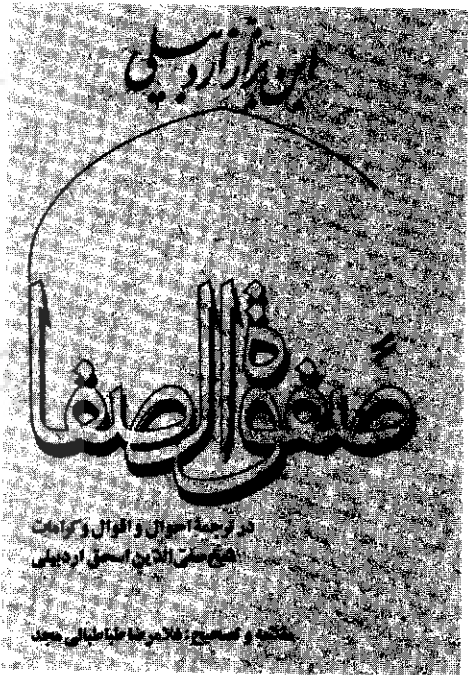 ابن بزاز اردبیلی
صفوة الصفا
در ترجمهٔ احوال و اقوال و کرامات
شیخ صفی‌الدین اسحق اردبیلی
مقدمه و تصحیح: غلامرضا طباطبائی مجد